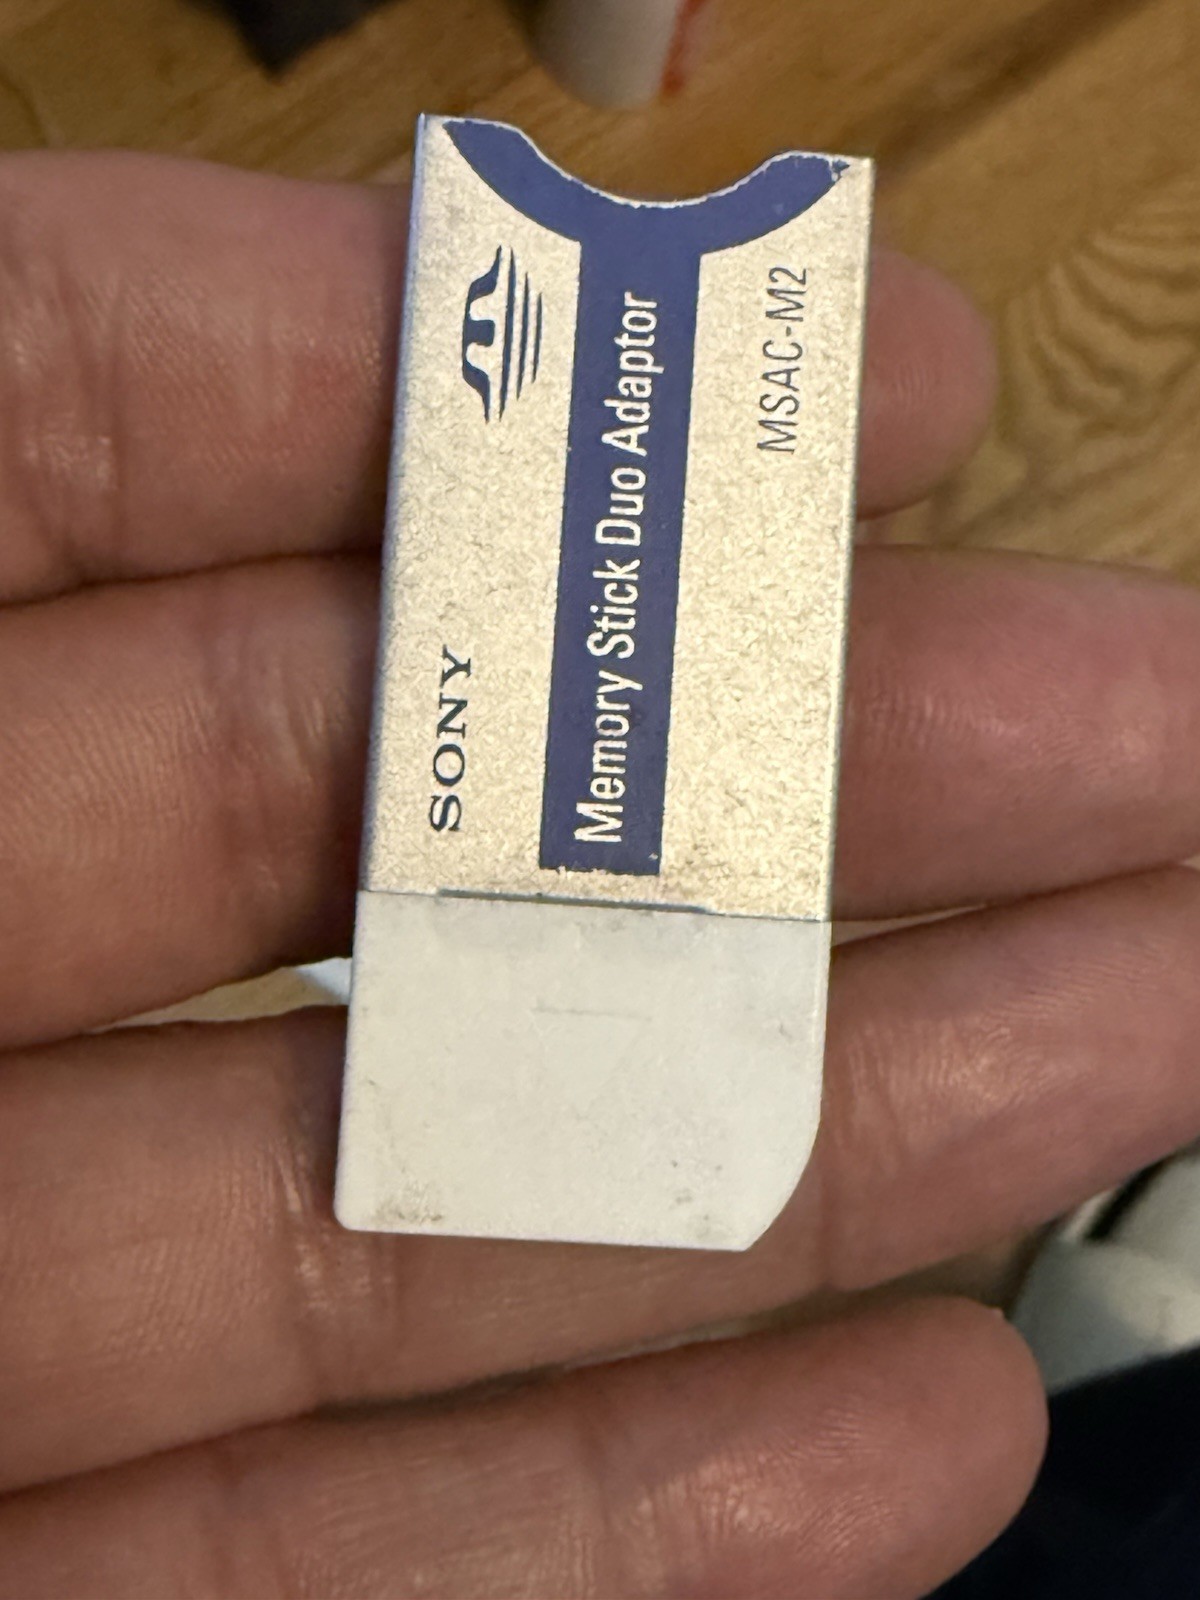 SONY
Memory Stick Duo Adaptor
MSAC-M2